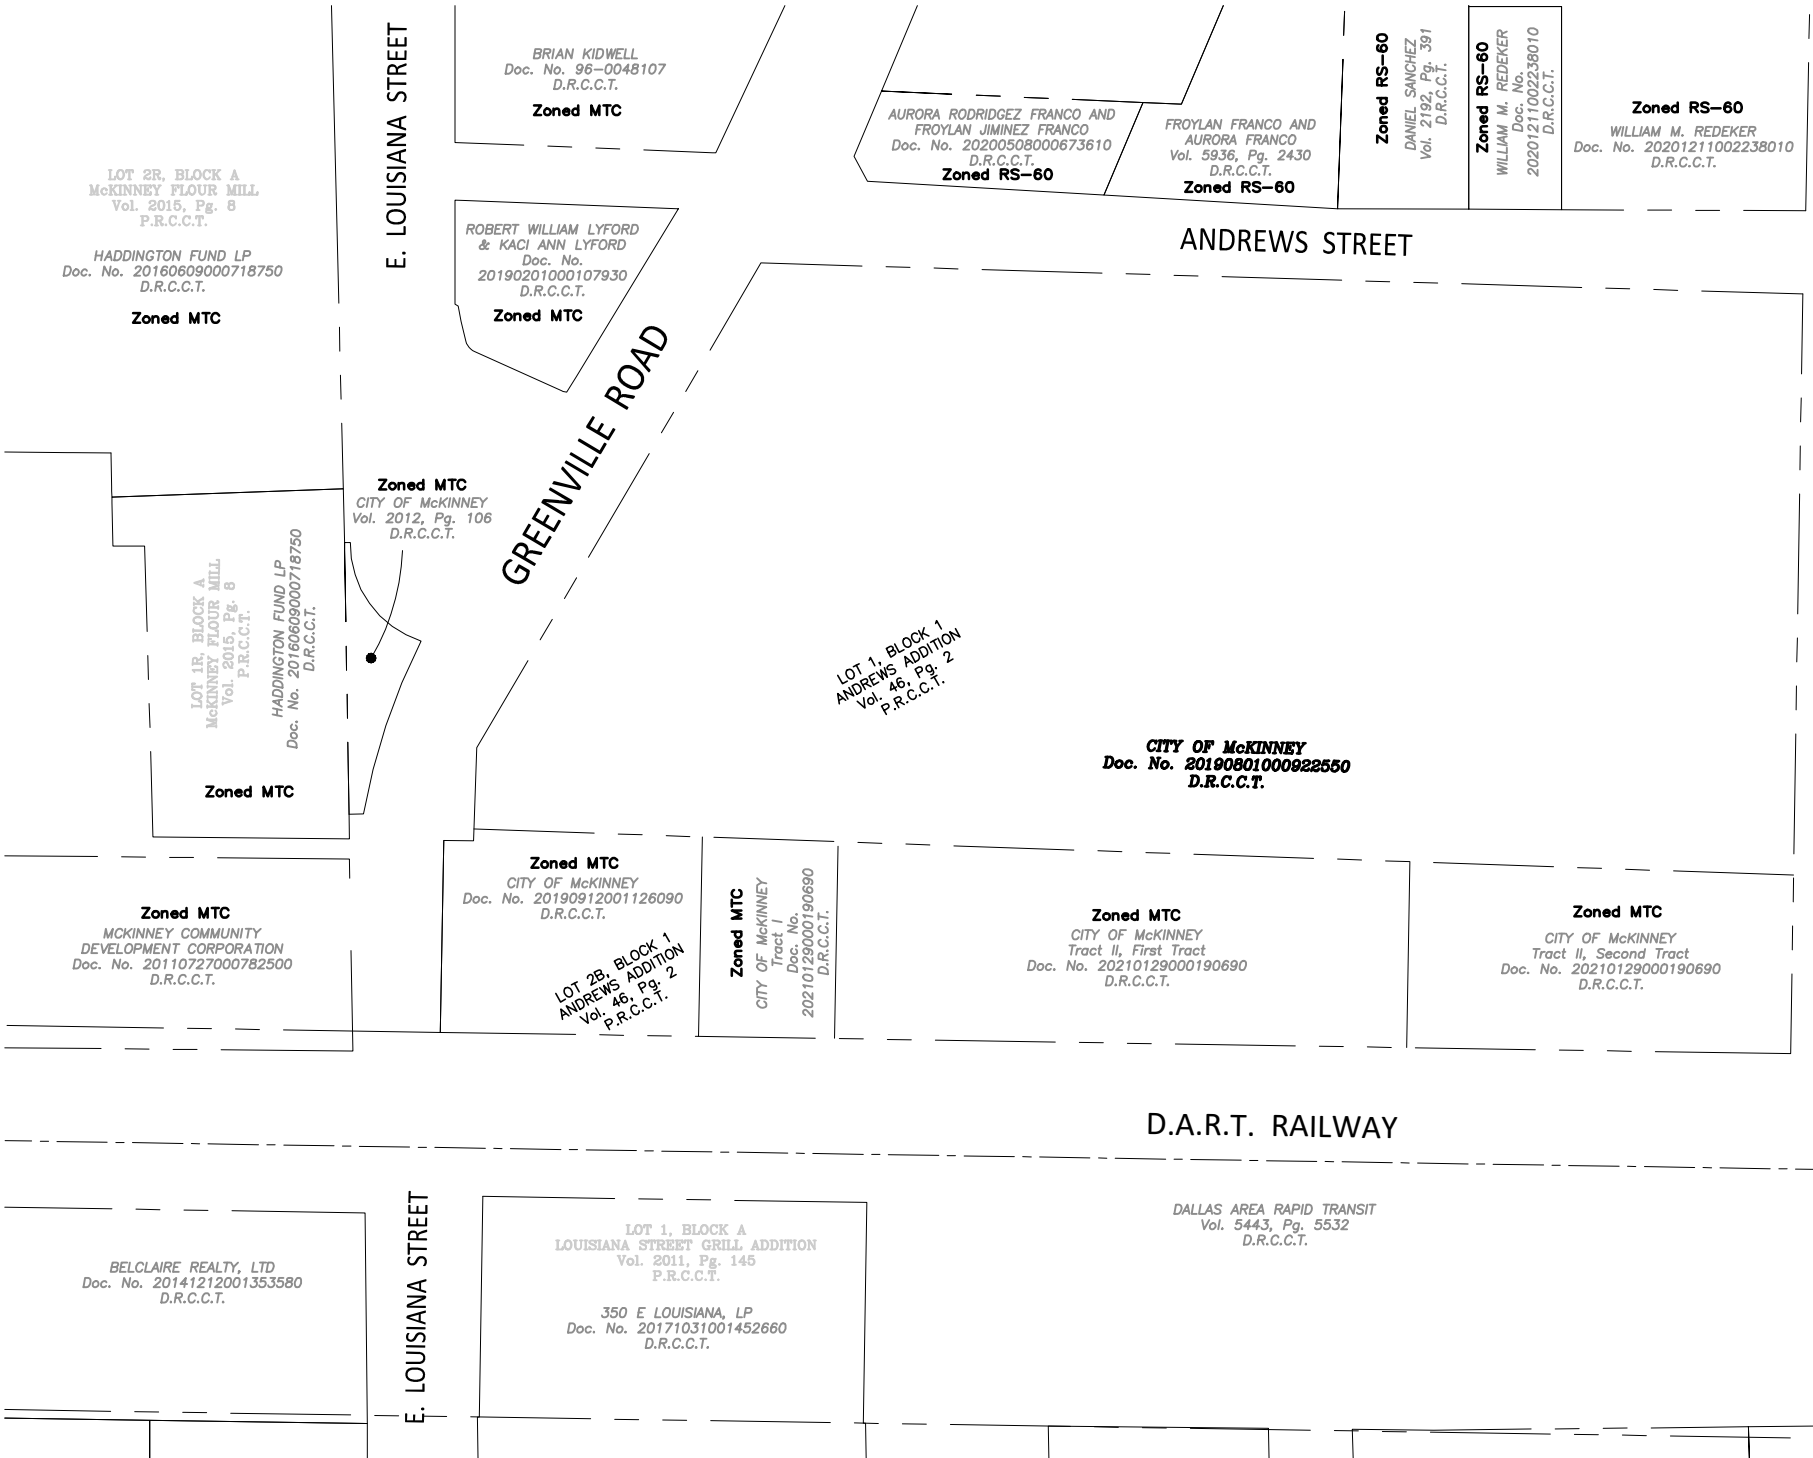 E. LOUISIANA STREET
BRIAN KIDWELL
Doc. No. 96-0048107
D.R.C.C.T.
Zoned MTC
AURORA RODRIDGEZ FRANCO AND
FROYLAN JIMINEZ FRANCO
Doc. No. 20200508000673610
D.R.C.C.T.
Zoned RS-60
FROYLAN FRANCO AND
AURORA FRANCO
Vol. 5936, Pg. 2430
D.R.C.C.T.
Zoned RS-60
Zoned RS-60
DANIEL SANCHEZ
Vol. 2192, Pg. 391
D.R.C.C.T.
Zoned RS-60
WILLIAM M. REDEKER
Doc. No.
20201211002238010
D.R.C.C.T.
Zoned RS-60
WILLIAM M. REDEKER
Doc. No. 20201211002238010
D.R.C.C.T.
LOT 2R, BLOCK A
McKINNEY FLOUR MILL
Vol. 2015, Pg. 8
P.R.C.C.T.
HADDINGTON FUND LP
Doc. No. 20160609000718750
D.R.C.C.T.
Zoned MTC
ROBERT WILLIAM LYFORD
& KACI ANN LYFORD
Doc. No.
20190201000107930
D.R.C.C.T.
Zoned MTC
ANDREWS STREET
GREENVILLE ROAD
Zoned MTC
CITY OF McKINNEY
Vol. 2012, Pg. 106
D.R.C.C.T.
LOT 1R, BLOCK A
McKINNEY FLOUR MILL
Vol. 2015, Pg. 8
P.R.C.C.T.
HADDINGTON FUND LP
Doc. No. 20160609000718750
D.R.C.C.T.
Zoned MTC
LOT 1, BLOCK 1
ANDREWS ADDITION
Vol. 46, Pg. 2
P.R.C.C.T.
CITY OF McKINNEY
Doc. No. 20190801000922550
D.R.C.C.T.
Zoned MTC
MCKINNEY COMMUNITY
DEVELOPMENT CORPORATION
Doc. No. 20110727000782500
D.R.C.C.T.
Zoned MTC
CITY OF McKINNEY
Doc. No. 20190912001126090
D.R.C.C.T.
LOT 2B, BLOCK 1
ANDREWS ADDITION
Vol. 46, Pg. 2
P.R.C.C.T.
Zoned MTC
CITY OF McKINNEY
Tract I
Doc. No.
20210129000190690
D.R.C.C.T.
Zoned MTC
CITY OF McKINNEY
Tract II, First Tract
Doc. No. 20210129000190690
D.R.C.C.T.
Zoned MTC
CITY OF McKINNEY
Tract II, Second Tract
Doc. No. 20210129000190690
D.R.C.C.T.
D.A.R.T. RAILWAY
DALLAS AREA RAPID TRANSIT
Vol. 5443, Pg. 5532
D.R.C.C.T.
BELCLAIRE REALTY, LTD
Doc. No. 20141212001353580
D.R.C.C.T.
E. LOUISIANA STREET
LOT 1, BLOCK A
LOUISIANA STREET GRILL ADDITION
Vol. 2011, Pg. 145
P.R.C.C.T.
350 E LOUISIANA, LP
Doc. No. 20171031001452660
D.R.C.C.T.